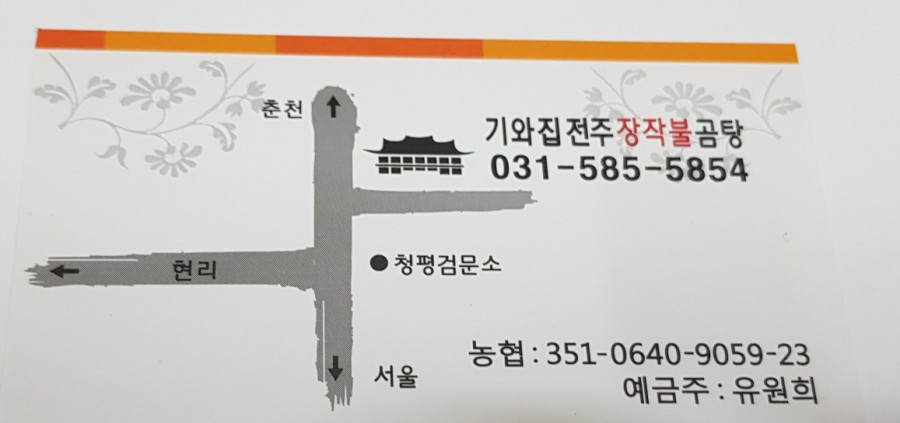 춘천
기와집전주장작불곰탕
031-585-5854
현리
청평검문소
서울
농협 : 351-0640-9059-23
예금주 : 유원희